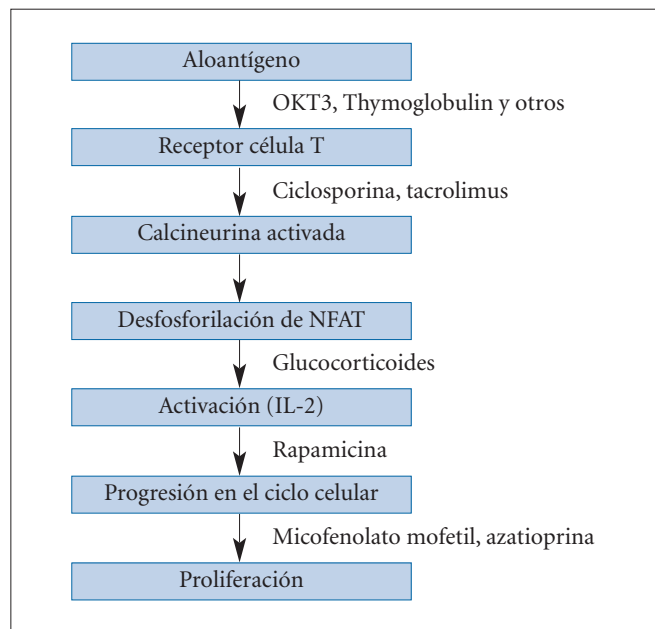 Aloantígeno
OKT3, Thymoglobulin y otros
Receptor célula T
Ciclosporina, tacrolimus
Calcineurina activada
Desfosforilación de NFAT
Glucocorticoides
Activación (IL-2)
Rapamicina
Progresión en el ciclo celular
Micofenolato mofetil, azatioprina
Proliferación